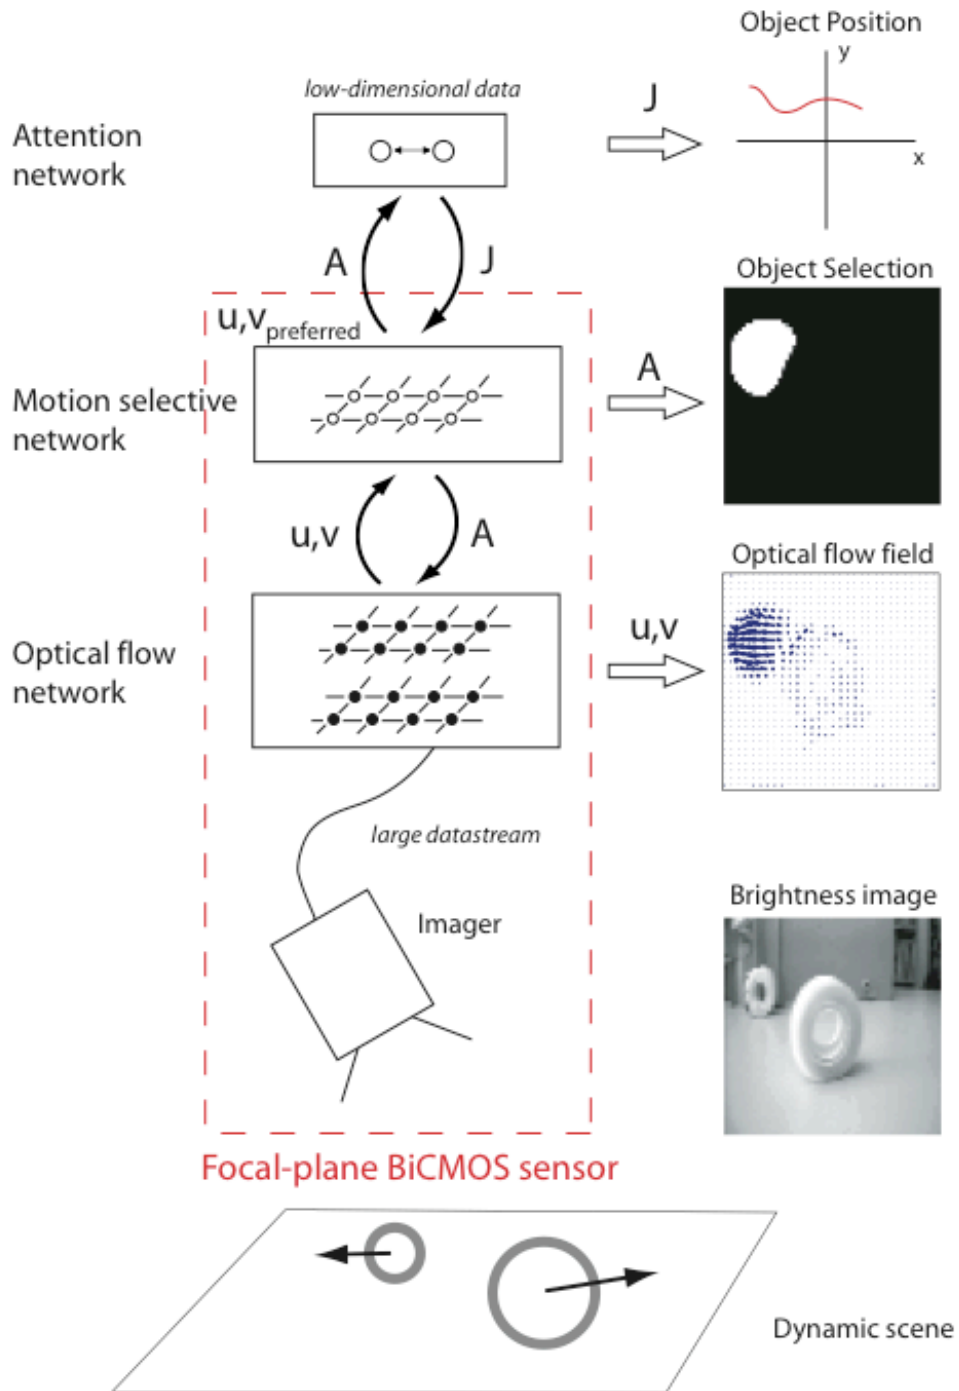 Object Position
y
x
low-dimensional data
J
Attention
network
A
J
Object Selection
u,vpreferred
A
Motion selective
network
u,v
A
Optical flow field
u,v
Optical flow
network
large datastream
Brightness image
Imager
Focal-plane BiCMOS sensor
Dynamic scene